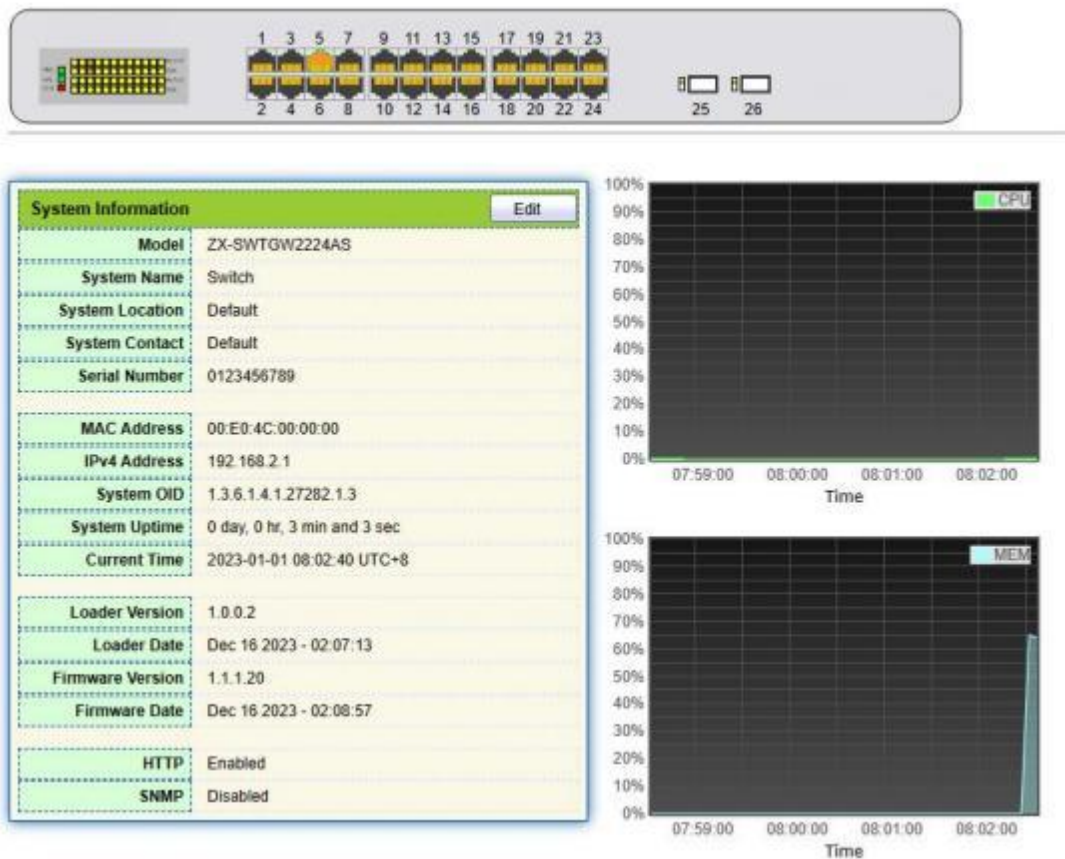 1 3 5 7 9 11 13 15 17 19 21 23
2 4 6 8 10 12 14 16 18 20 22 24 25 26
System Information Edit
Model ZX-SWTGW2224AS
System Name Switch
System Location Default
System Contact Default
Serial Number 0123456789
MAC Address 00:E0:4C:00:00:00
IPv4 Address 192.168.2.1
System OID 1.3.6.1.4.1.27282.1.3
System Uptime 0 day, 0 hr, 3 min and 3 sec
Current Time 2023-01-01 08:02:40 UTC+8
Loader Version 1.0.0.2
Loader Date Dec 16 2023 - 02:07:13
Firmware Version 1.1.1.20
Firmware Date Dec 16 2023 - 02:08:57
HTTP Enabled
SNMP Disabled
100%
CPU
90%
80%
70%
60%
50%
40%
30%
20%
10%
0%
07:59:00 08:00:00 08:01:00 08:02:00
Time
100%
MEM
90%
80%
70%
60%
50%
40%
30%
20%
10%
0%
07:59:00 08:00:00 08:01:00 08:02:00
Time